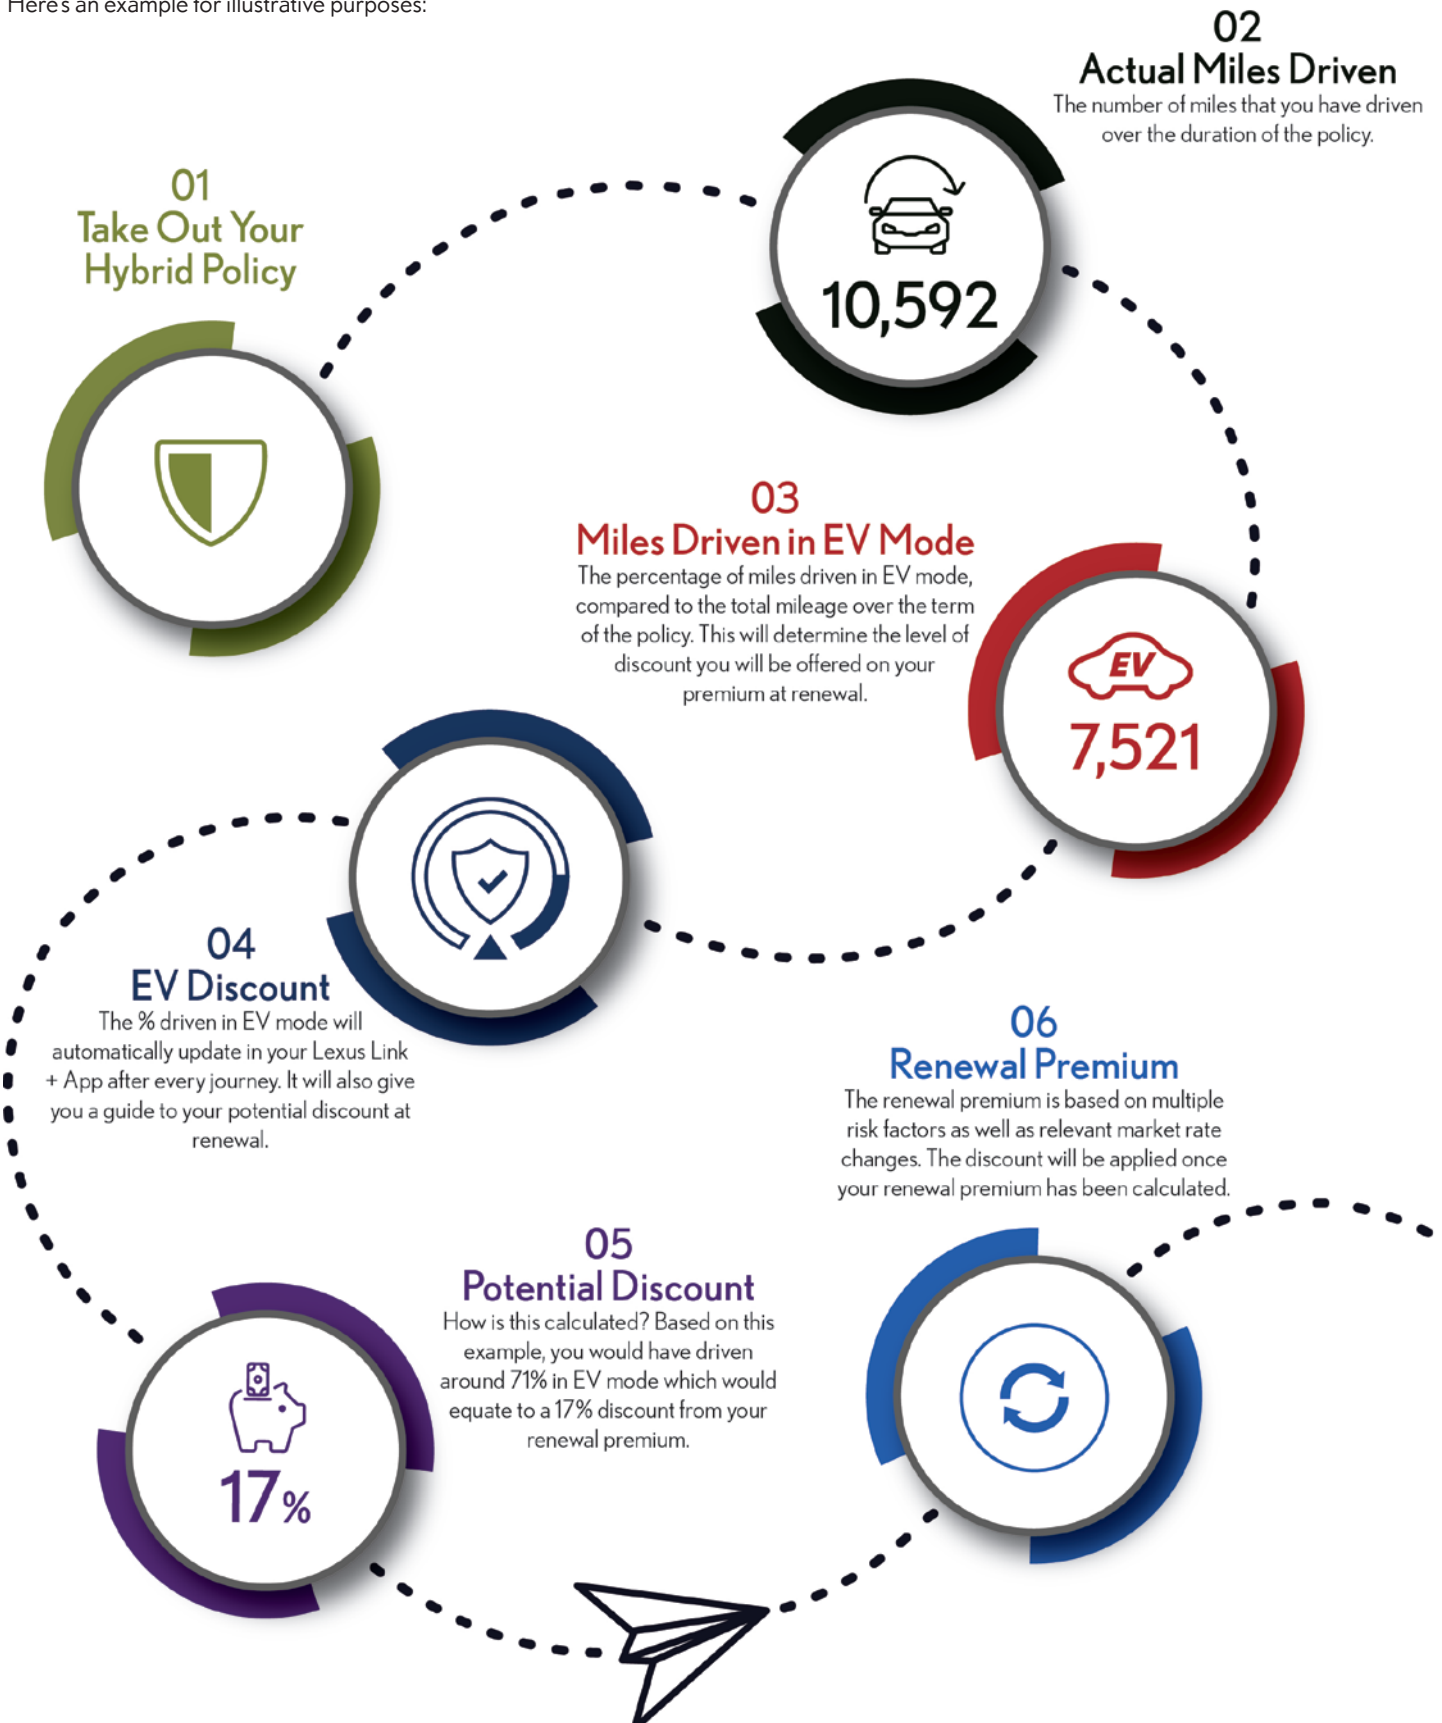 Here's an example for illustrative purposes:
01
Take Out Your
Hybrid Policy
02
Actual Miles Driven
The number of miles that you have driven
over the duration of the policy.
10,592
03
Miles Driven in EV Mode
The percentage of miles driven in EV mode,
compared to the total mileage over the term
of the policy. This will determine the level of
discount you will be offered on your
premium at renewal.
EV
7,521
04
EV Discount
The % driven in EV mode will
automatically update in your Lexus Link
+ App after every journey. It will also give
you a guide to your potential discount at
renewal.
05
Potential Discount
How is this calculated? Based on this
example, you would have driven
around 71% in EV mode which would
equate to a 17% discount from your
renewal premium.
17%
06
Renewal Premium
The renewal premium is based on multiple
risk factors as well as relevant market rate
changes. The discount will be applied once
your renewal premium has been calculated.